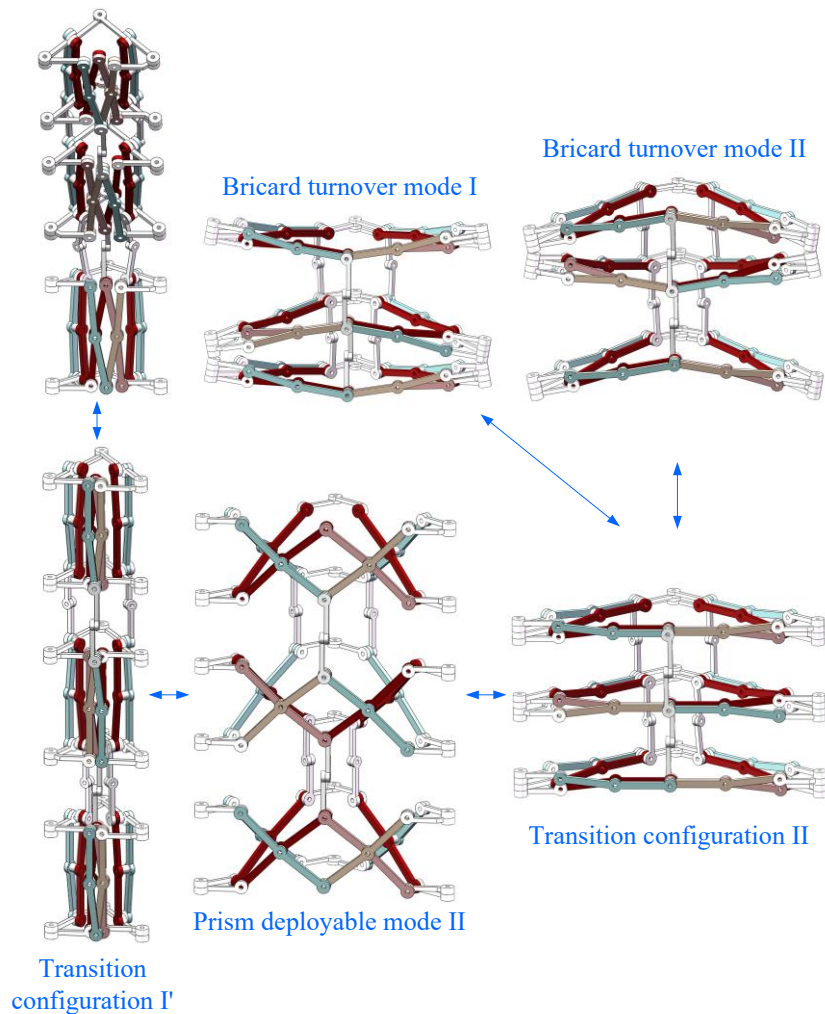 Bricard turnover mode II
Bricard turnover mode I
Transition configuration II
Prism deployable mode II
Transition
configuration I'